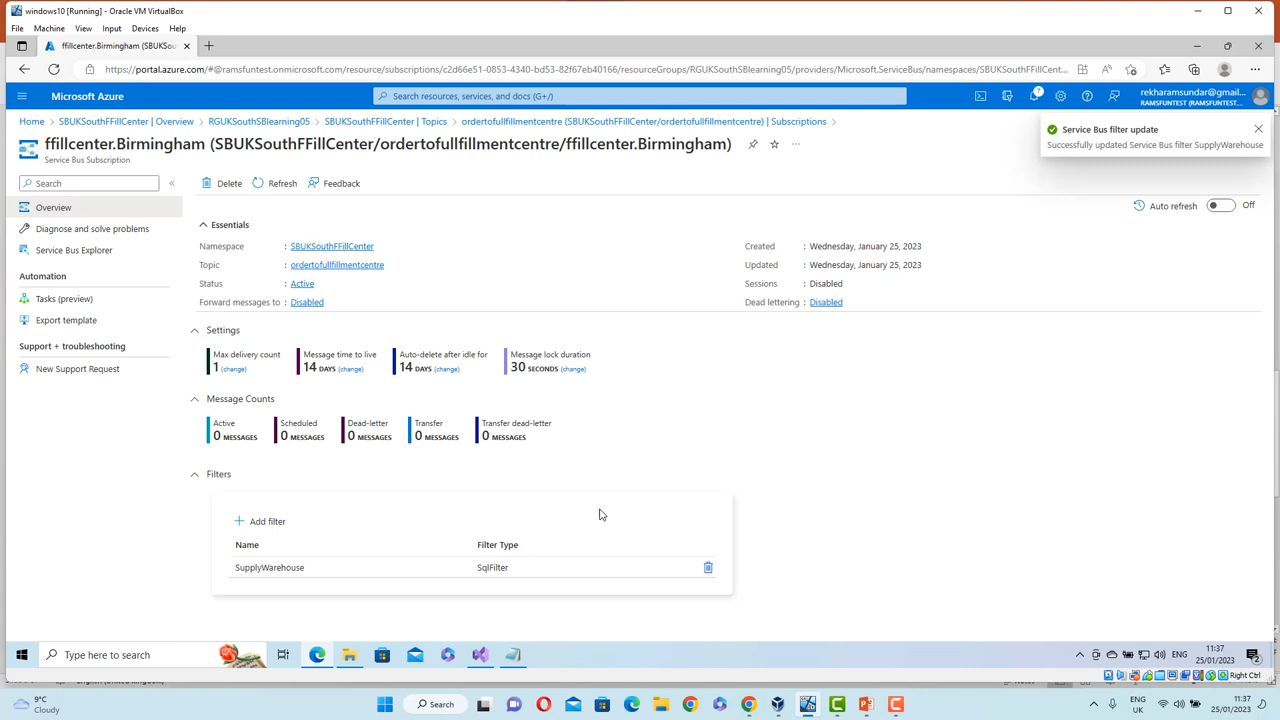 windows10 [Running] - Oracle VM VirtualBox
File Machine View Input Devices Help
ffillcenter.Birmingham (SBUKSou
https://portal.azure.com/#@ramsfuntest.onmicrosoft.com/resource/subscriptions/c2d66e51-0853-4340-bd53-82f67eb40166/resourceGroups/RGUKSouthSBlearning05/providers/Microsoft.ServiceBus/namespaces/SBUKSouthFFillCent...
Microsoft Azure
Search resources, services, and docs (G+/)
7
rekharamsundar@gmail...
RAMSFUNTEST (RAMSFUNTEST....
Home > SBUKSouthFFillCenter | Overview > RGUKSouthSBlearning05 > SBUKSouthFFillCenter | Topics > ordertofullfillmentcentre (SBUKSouthFFillCenter/ordertofullfillmentcentre) | Subscriptions >
ffillcenter.Birmingham (SBUKSouthFFillCenter/ordertofullfillmentcentre/ffillcenter.Birmingham)
Service Bus Subscription
Service Bus filter update
Successfully updated Service Bus filter SupplyWarehouse
Search
Overview
Diagnose and solve problems
Service Bus Explorer
Automation
Tasks (preview)
Export template
Support + troubleshooting
New Support Request
Delete Refresh Feedback
Auto refresh Off
Essentials
Namespace : SBUKSouthFFillCenter
Topic : ordertofullfillmentcentre
Status : Active
Forward messages to : Disabled
Created : Wednesday, January 25, 2023
Updated : Wednesday, January 25, 2023
Sessions : Disabled
Dead lettering : Disabled
Settings
Max delivery count
1 (change)
Message time to live
14 DAYS (change)
Auto-delete after idle for
14 DAYS (change)
Message lock duration
30 SECONDS (change)
Message Counts
Active
0 MESSAGES
Scheduled
0 MESSAGES
Dead-letter
0 MESSAGES
Transfer
0 MESSAGES
Transfer dead-letter
0 MESSAGES
Filters
Add filter
Name Filter Type
SupplyWarehouse SqlFilter
Type here to search
ENG
11:37
25/01/2023
2
Right Ctrl
9°C
Cloudy
Search
ENG
UK
11:37
25/01/2023